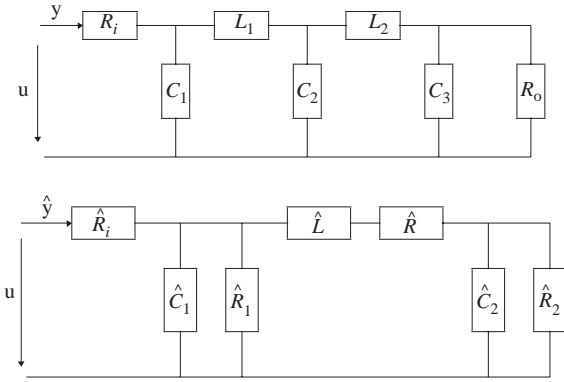 y R_i L_1 L_2
u C_1 C_2 C_3 R_o
ŷ R̂_i L̂ R̂
u Ĉ_1 R̂_1 Ĉ_2 R̂_2